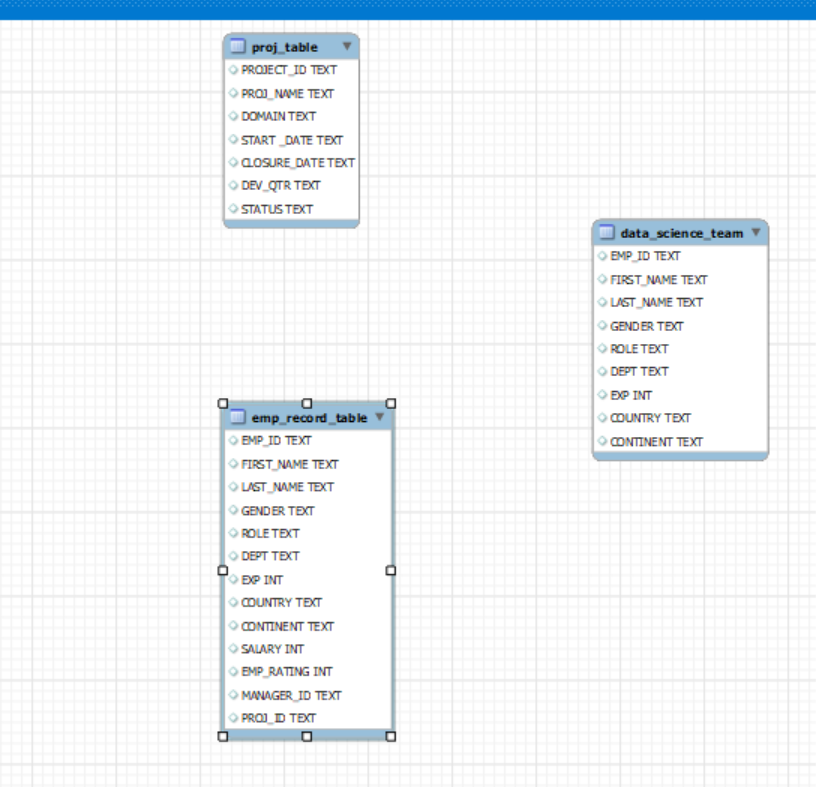 proj_table
PROJECT_ID TEXT
PROJ_NAME TEXT
DOMAIN TEXT
START _DATE TEXT
CLOSURE_DATE TEXT
DEV_QTR TEXT
STATUS TEXT
data_science_team
EMP_ID TEXT
FIRST_NAME TEXT
LAST_NAME TEXT
GENDER TEXT
ROLE TEXT
DEPT TEXT
EXP INT
COUNTRY TEXT
CONTINENT TEXT
emp_record_table
EMP_ID TEXT
FIRST_NAME TEXT
LAST_NAME TEXT
GENDER TEXT
ROLE TEXT
DEPT TEXT
EXP INT
COUNTRY TEXT
CONTINENT TEXT
SALARY INT
EMP_RATING INT
MANAGER_ID TEXT
PROJ_ID TEXT